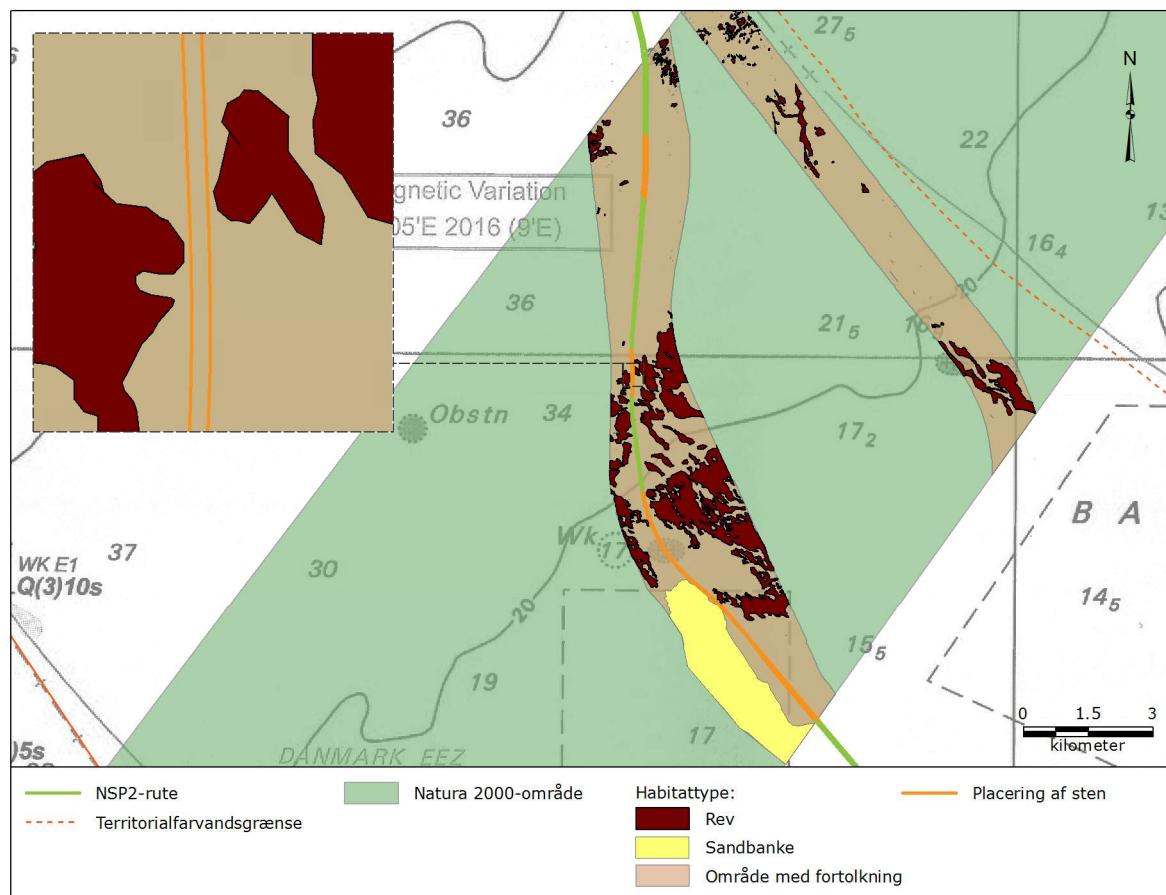 27₅
N
36
22
gnetic Variation
05'E 2016 (9'E)
16₄
13
20
36
21₅
16
Obstn
34
17₂
Wk
17
B A
37
30
WK E1
Q(3)10s
14₅
20
15₅
19
17
0 1.5 3
kilometer
)5s
DANMARK EEZ
NSP2-rute
Territorialfarvandsgrænse
Natura 2000-område
Habitattype:
Rev
Sandbanke
Område med fortolkning
Placering af sten